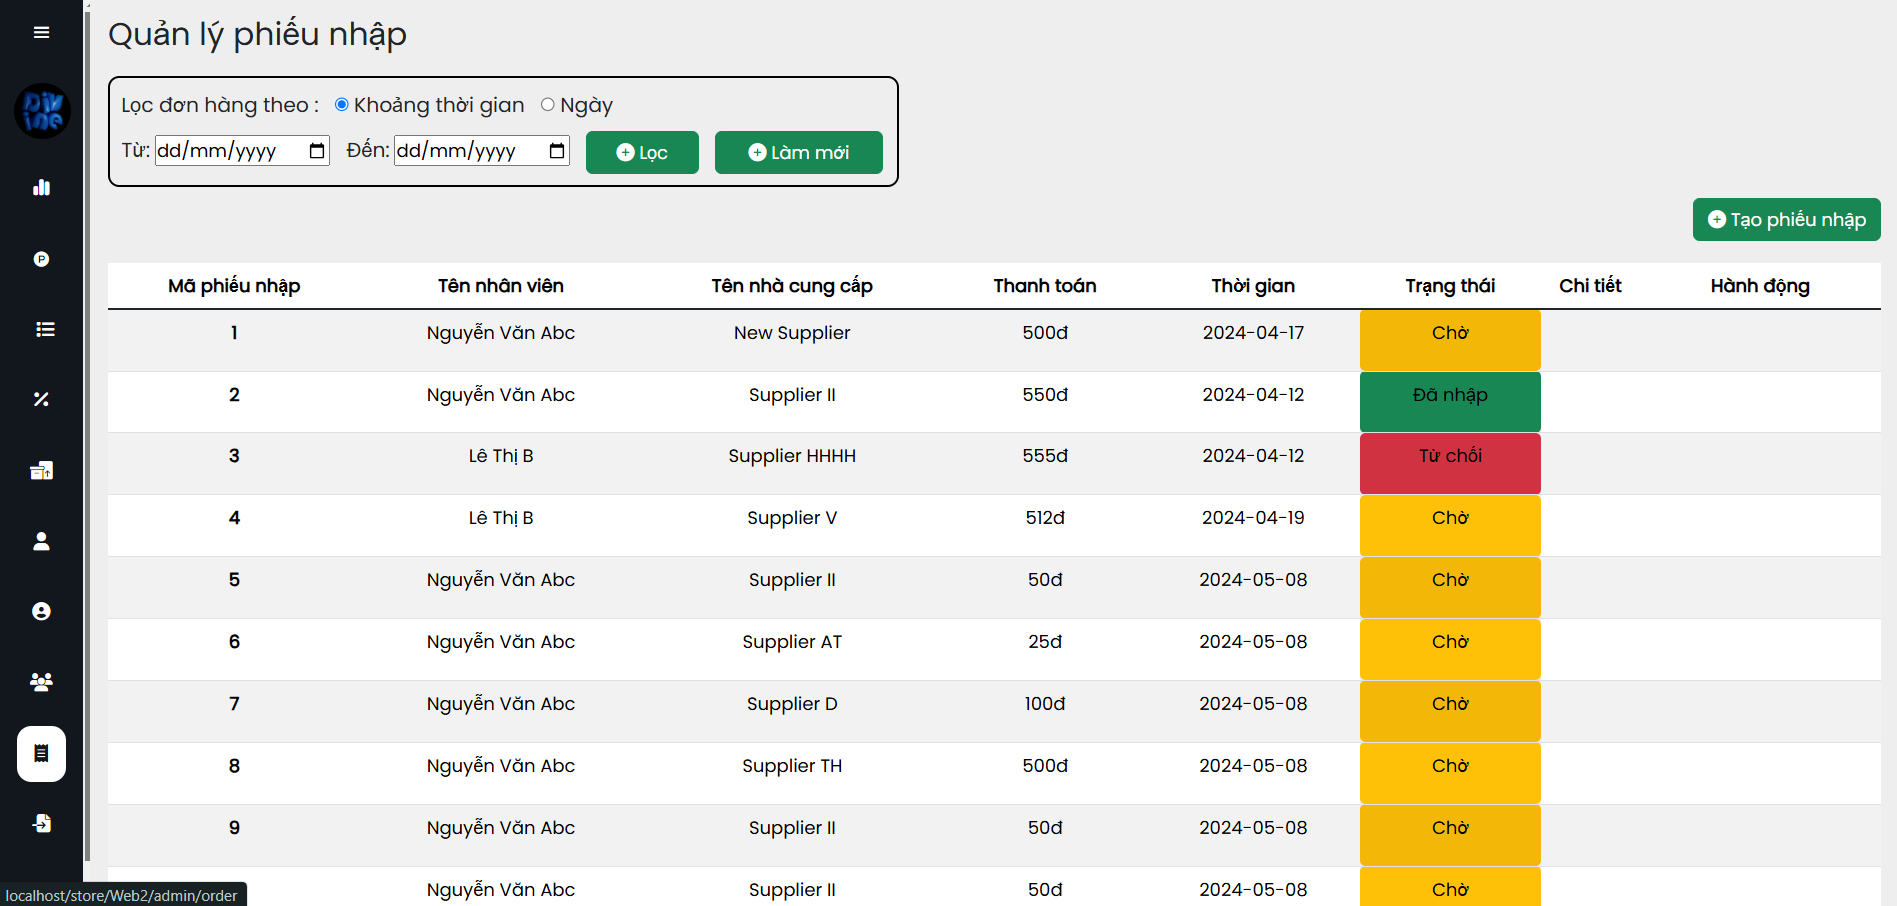 Quản lý phiếu nhập
DiV
ine
Lọc đơn hàng theo : Khoảng thời gian Ngày
Từ: dd/mm/yyyy Đến: dd/mm/yyyy Lọc Làm mới
Tạo phiếu nhập
Mã phiếu nhập Tên nhân viên Tên nhà cung cấp Thanh toán Thời gian Trạng thái Chi tiết Hành động
1 Nguyễn Văn Abc New Supplier 500đ 2024-04-17 Chờ
2 Nguyễn Văn Abc Supplier II 550đ 2024-04-12 Đã nhập
P
3 Lê Thị B Supplier HHHH 555đ 2024-04-12 Từ chối
4 Lê Thị B Supplier V 512đ 2024-04-19 Chờ
5 Nguyễn Văn Abc Supplier II 50đ 2024-05-08 Chờ
6 Nguyễn Văn Abc Supplier AT 25đ 2024-05-08 Chờ
7 Nguyễn Văn Abc Supplier D 100đ 2024-05-08 Chờ
8 Nguyễn Văn Abc Supplier TH 500đ 2024-05-08 Chờ
9 Nguyễn Văn Abc Supplier II 50đ 2024-05-08 Chờ
Nguyễn Văn Abc Supplier II 50đ 2024-05-08 Chờ
localhost/store/Web2/admin/order